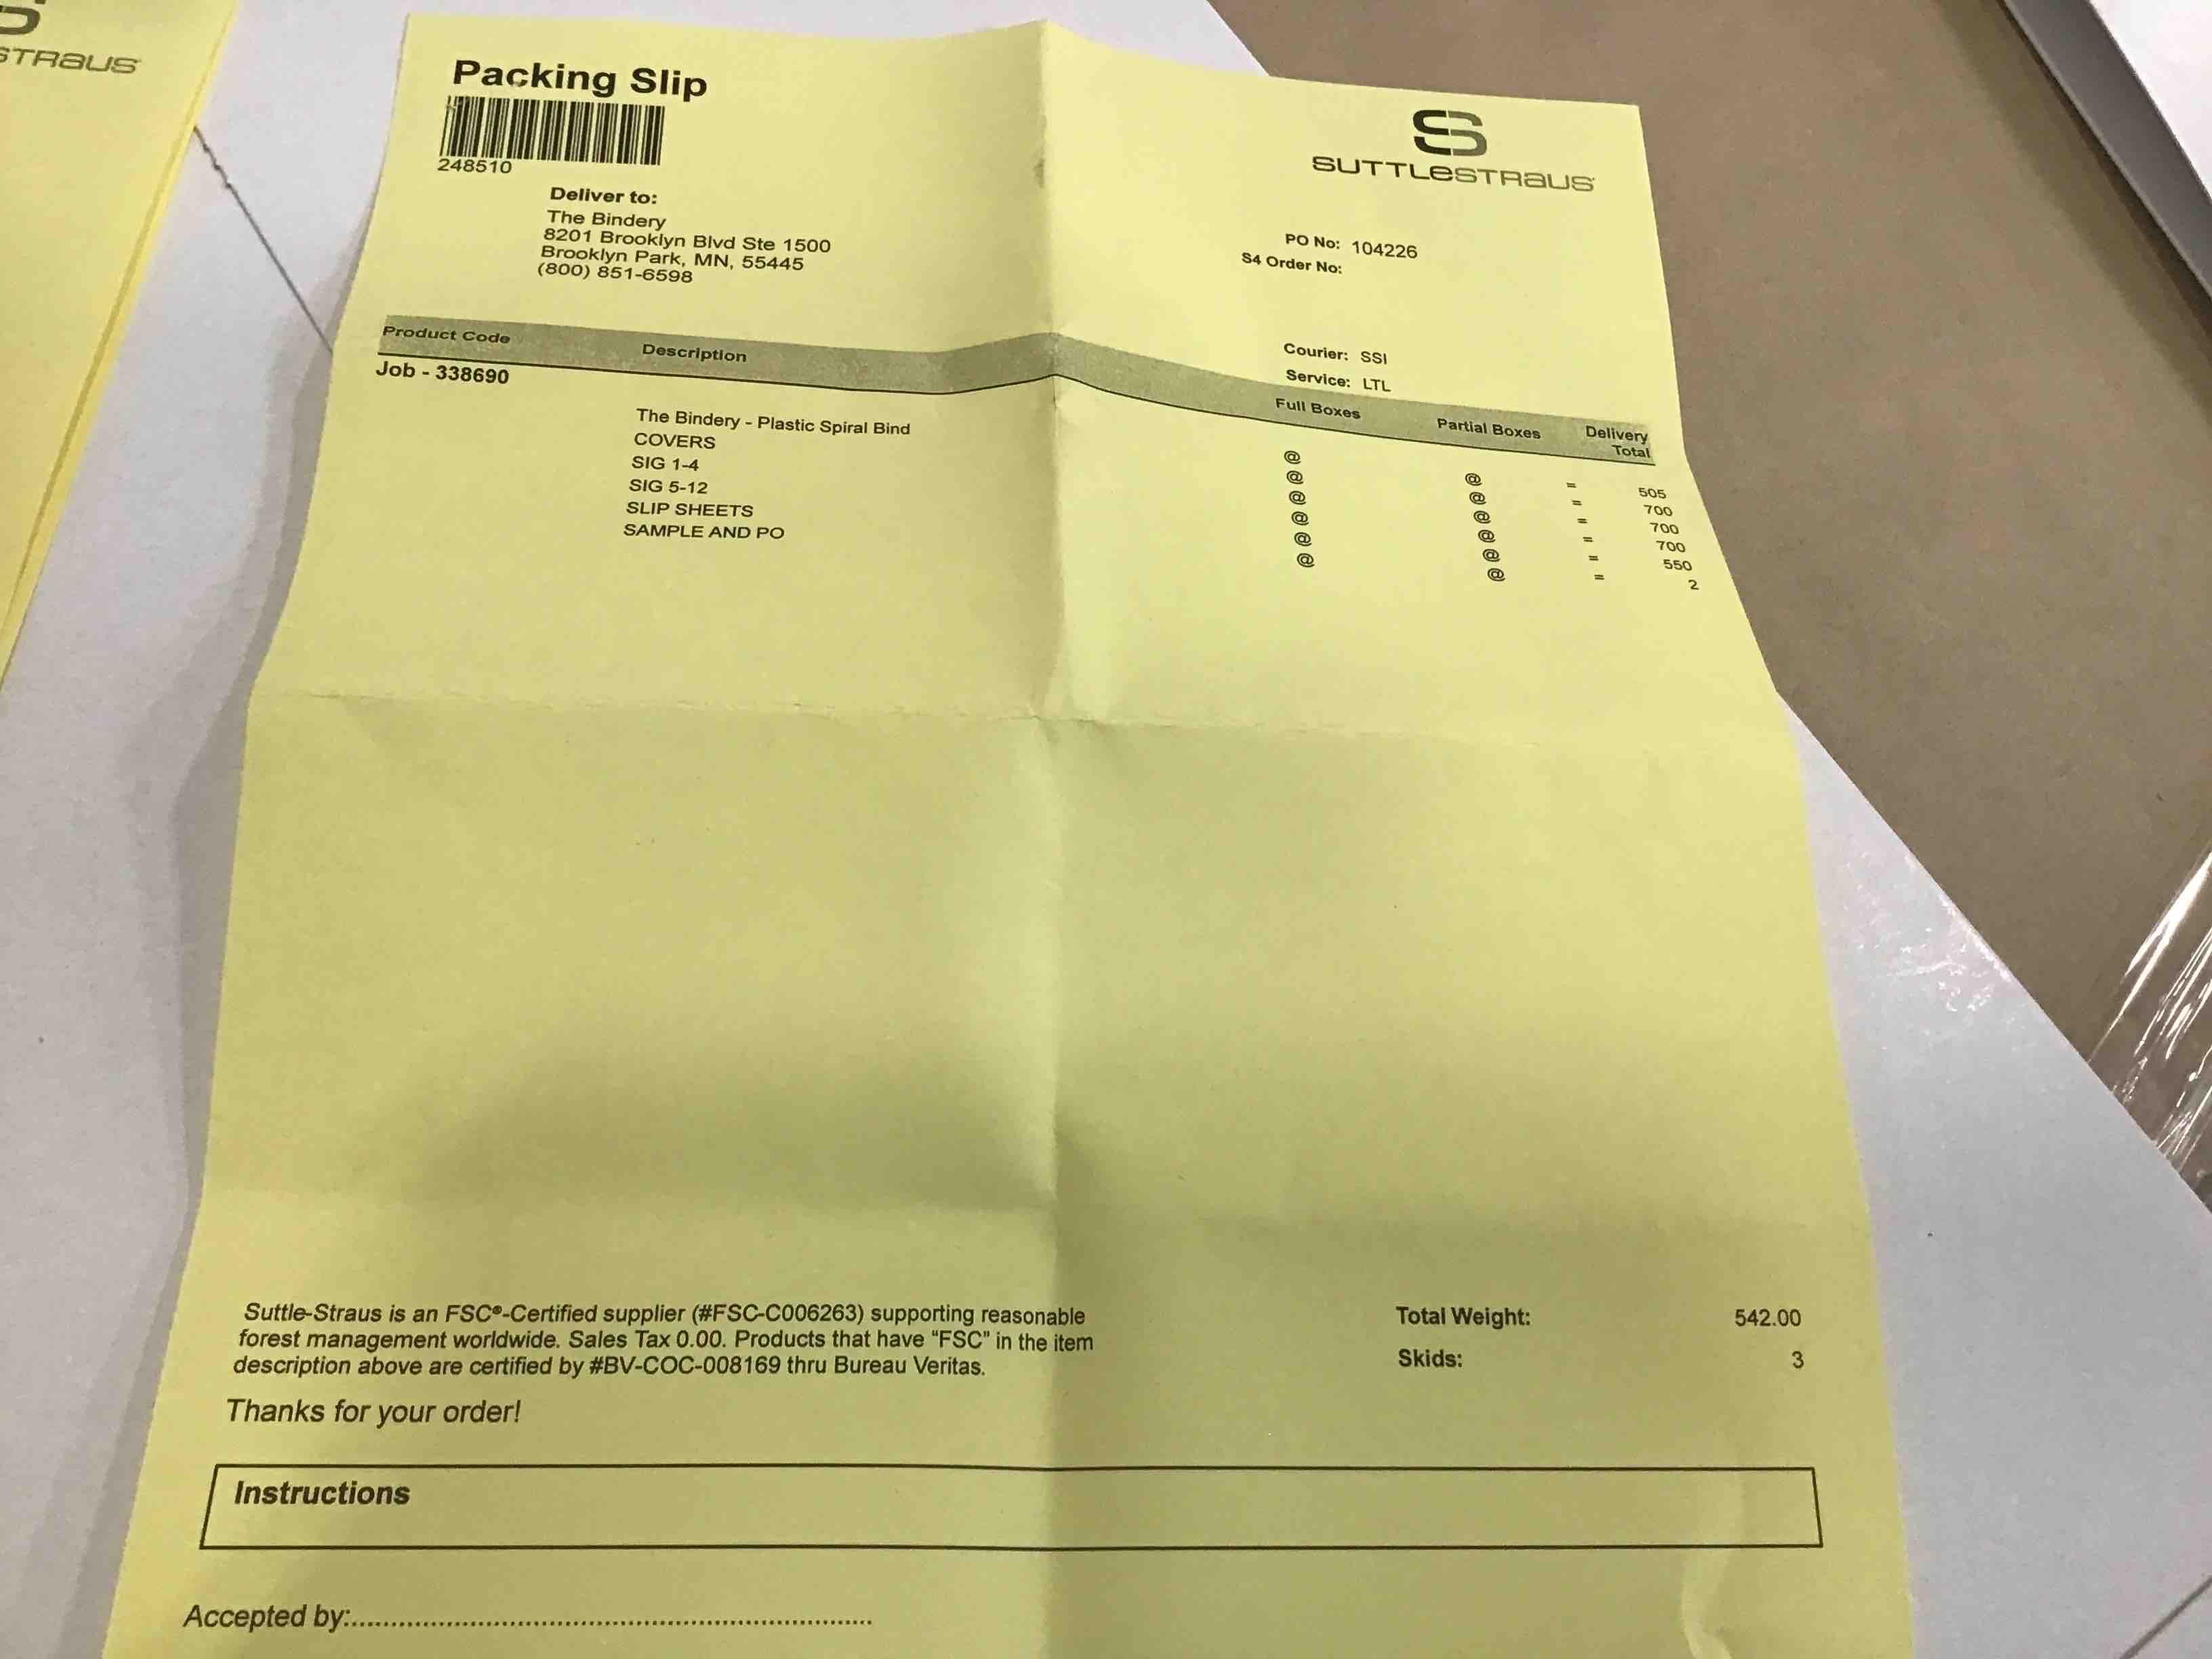 STRAUS
Packing Slip
248510
SUTTLESTRAUS
Deliver to:
The Bindery
8201 Brooklyn Blvd Ste 1500
Brooklyn Park, MN, 55445
(800) 851-6598
PO No: 104226
S4 Order No:
Courier: SSI
Service: LTL
Product Code Description Full Boxes Partial Boxes Delivery Total
Job - 338690
The Bindery - Plastic Spiral Bind @ @ = 505
COVERS @ @ = 700
SIG 1-4 @ @ = 700
SIG 5-12 @ @ = 700
SLIP SHEETS @ @ = 550
SAMPLE AND PO @ @ = 2
Suttle-Straus is an FSC®-Certified supplier (#FSC-C006263) supporting reasonable
forest management worldwide. Sales Tax 0.00. Products that have "FSC" in the item
description above are certified by #BV-COC-008169 thru Bureau Veritas.
Total Weight: 542.00
Skids: 3
Thanks for your order!
Instructions
Accepted by:..................................................................................